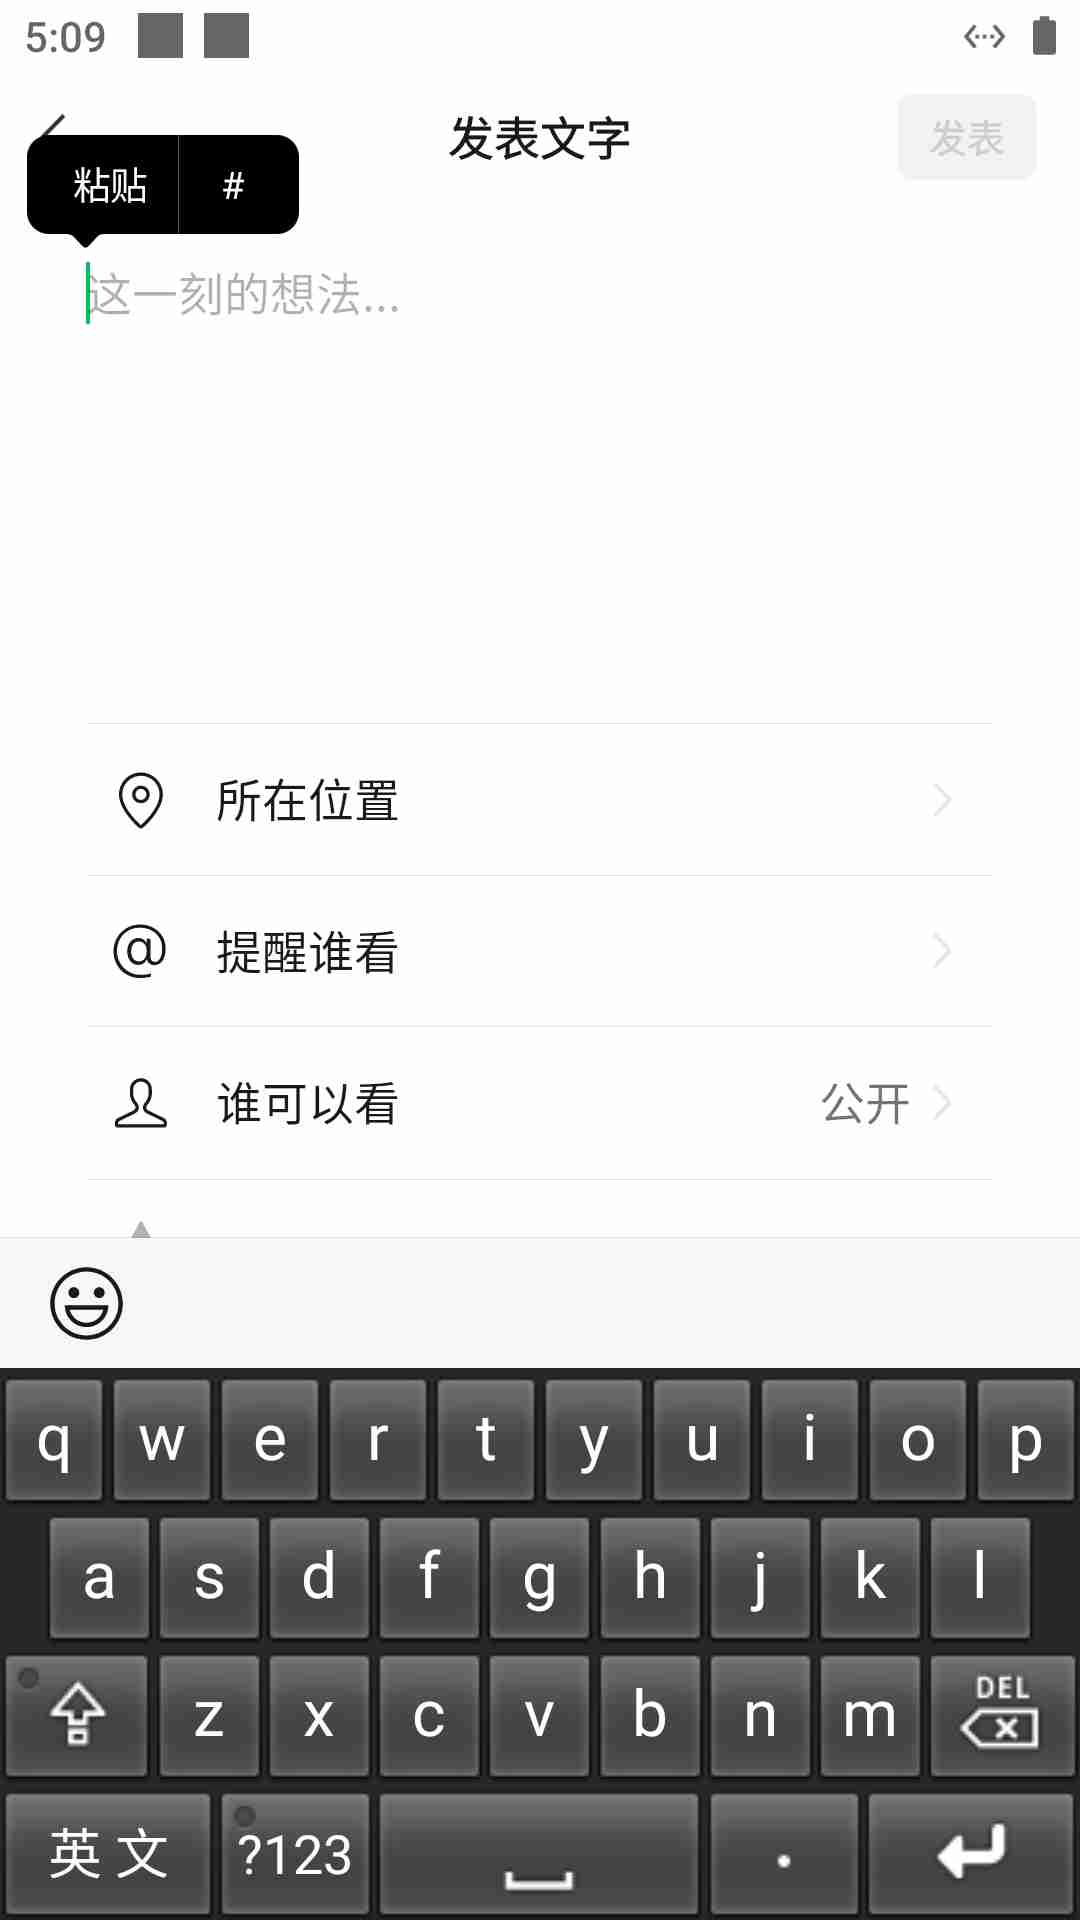 5:09
发表文字
发表
粘贴 #
这一刻的想法...
所在位置
@ 提醒谁看
谁可以看 公开
q w e r t y u i o p
a s d f g h j k l
z x c v b n m DEL
英文 ?123 .